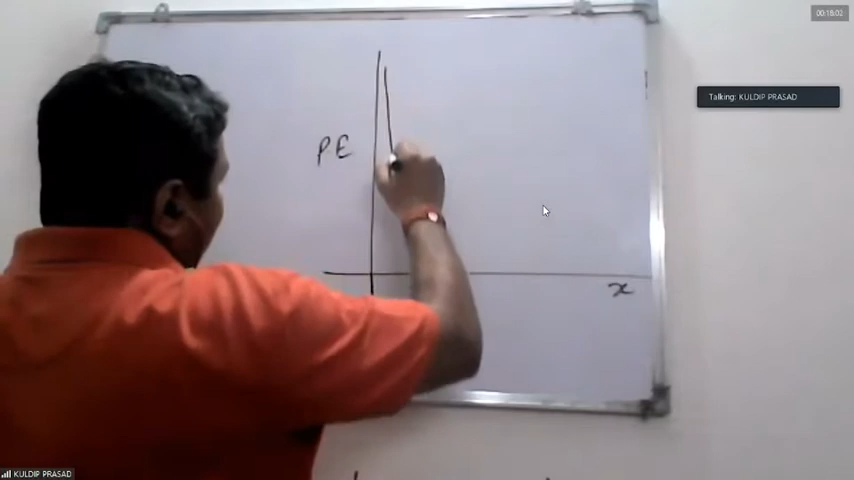 00:18:02
Talking: KULDIP PRASAD
PE
x
KULDIP PRASAD